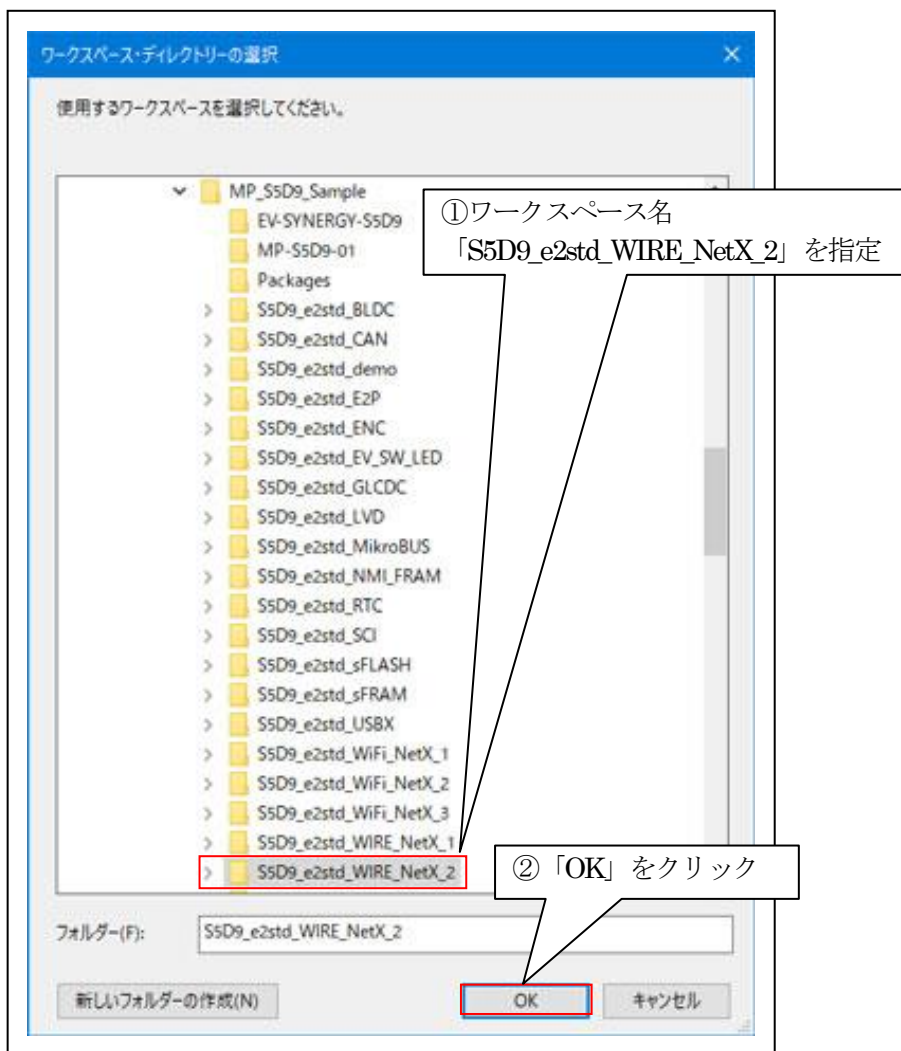 ワークスペース・ディレクトリーの選択
使用するワークスペースを選択してください。
MP_S5D9_Sample
EV-SYNERGY-S5D9
MP-S5D9-01
Packages
S5D9_e2std_BLDC
S5D9_e2std_CAN
S5D9_e2std_demo
S5D9_e2std_E2P
S5D9_e2std_ENC
S5D9_e2std_EV_SW_LED
S5D9_e2std_GLCDC
S5D9_e2std_LVD
S5D9_e2std_MikroBUS
S5D9_e2std_NMI_FRAM
S5D9_e2std_RTC
S5D9_e2std_SCI
S5D9_e2std_sFLASH
S5D9_e2std_sFRAM
S5D9_e2std_USBX
S5D9_e2std_WiFi_NetX_1
S5D9_e2std_WiFi_NetX_2
S5D9_e2std_WiFi_NetX_3
S5D9_e2std_WIRE_NetX_1
S5D9_e2std_WIRE_NetX_2
①ワークスペース名
「S5D9_e2std_WIRE_NetX_2」を指定
②「OK」をクリック
フォルダー(F): S5D9_e2std_WIRE_NetX_2
新しいフォルダーの作成(N) OK キャンセル